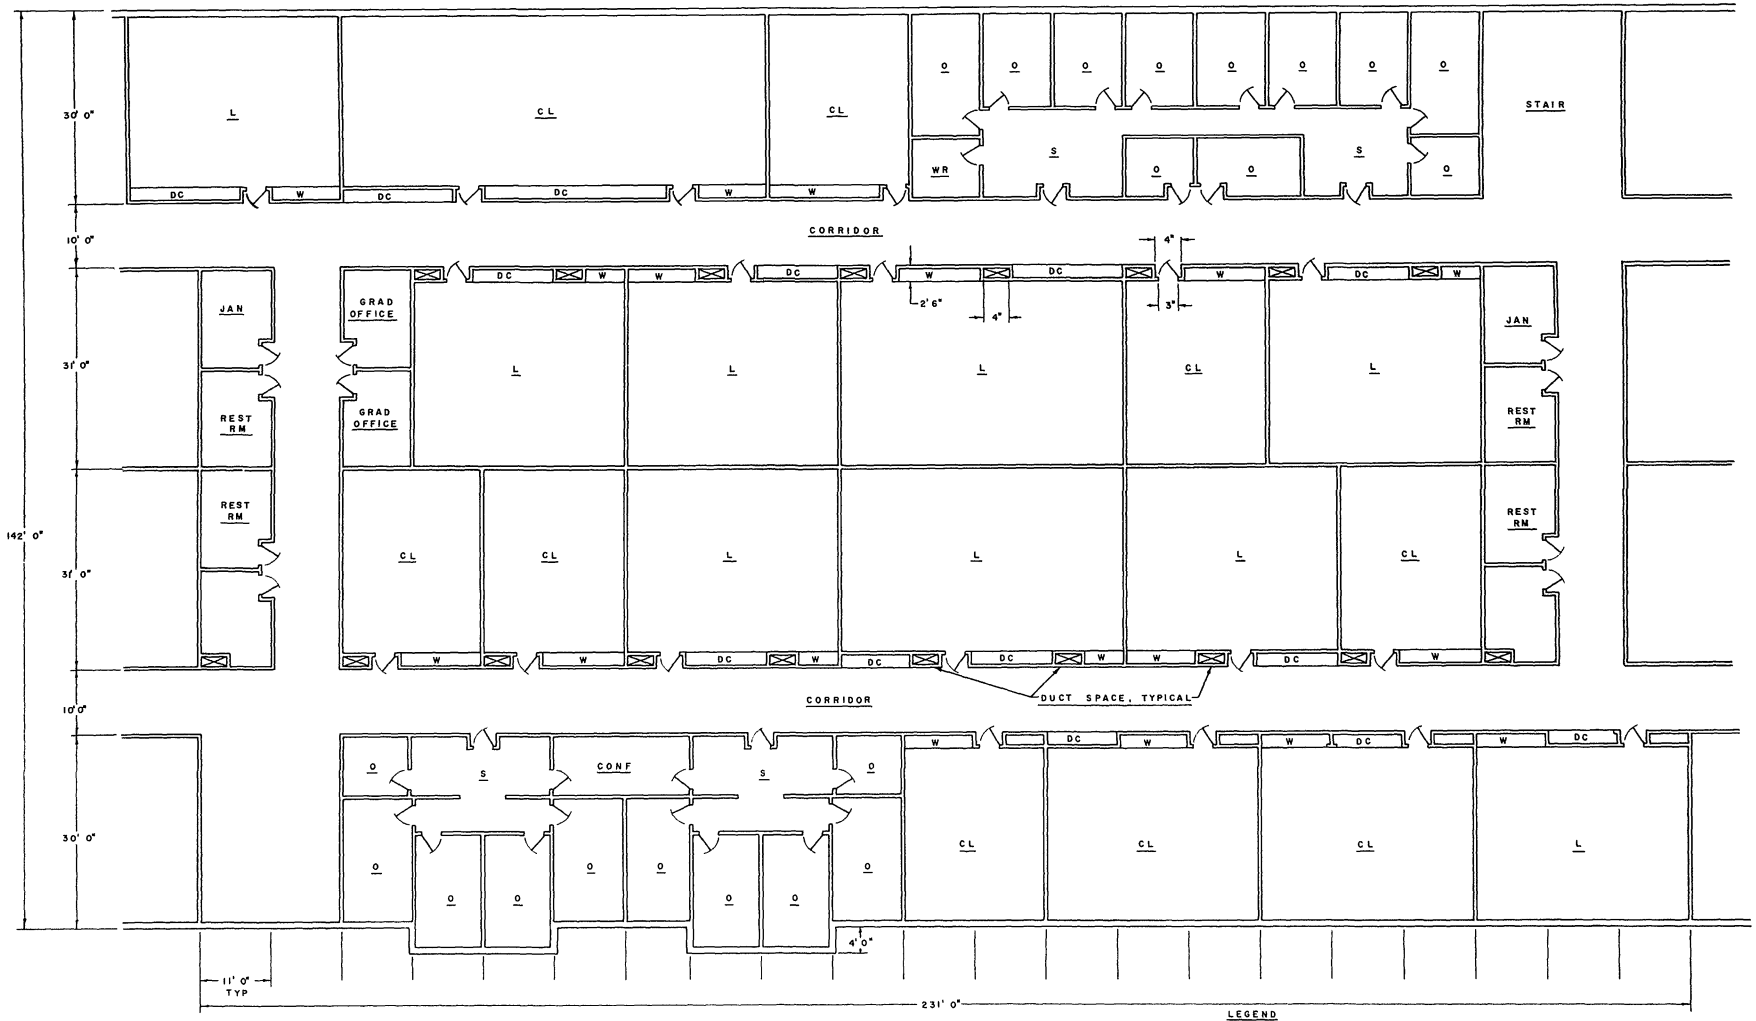 O O O O O O O O
30' 0"
L CL CL STAIR
S S
WR O O O
DC W DC DC W W
CORRIDOR
10' 0"
4"
DC W W DC W DC W DC W
2' 6"
4" 3"
JAN
GRAD
OFFICE
JAN
31' 0"
L L L CL L
REST
RM
GRAD
OFFICE
REST
RM
REST
RM
REST
RM
142' 0"
31' 0"
CL CL L L L CL
W W DC W DC DC W W DC W
DUCT SPACE, TYPICAL
CORRIDOR
10' 0"
W DC W W DC W DC
O S CONF S O
30' 0"
CL CL CL L
O O O O O O O O
4' 0"
11' 0"
TYP
231' 0"
LEGEND